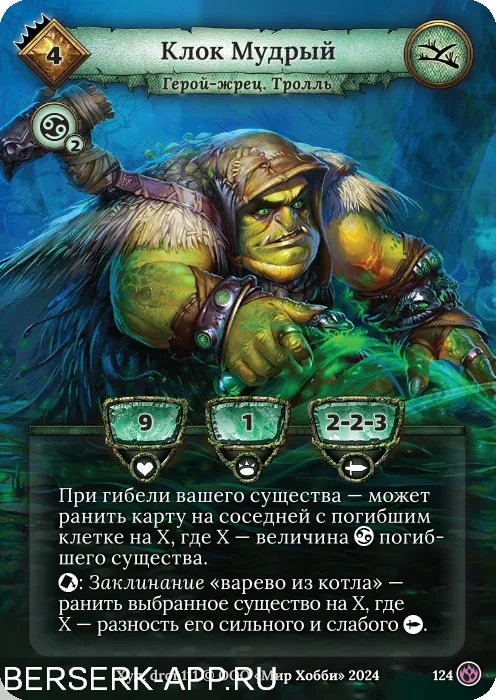 4
Клок Мудрый
Герой-жрец. Тролль
2
9
1
2-2-3
При гибели вашего существа — может
ранить карту на соседней с погибшим
клетке на X, где X — величина погиб-
шего существа.
: Заклинание «варево из котла» —
ранить выбранное существо на X, где
X — разность его сильного и слабого .
© ООО «Мир Хобби» 2024
124
BERSERK-APP.RU